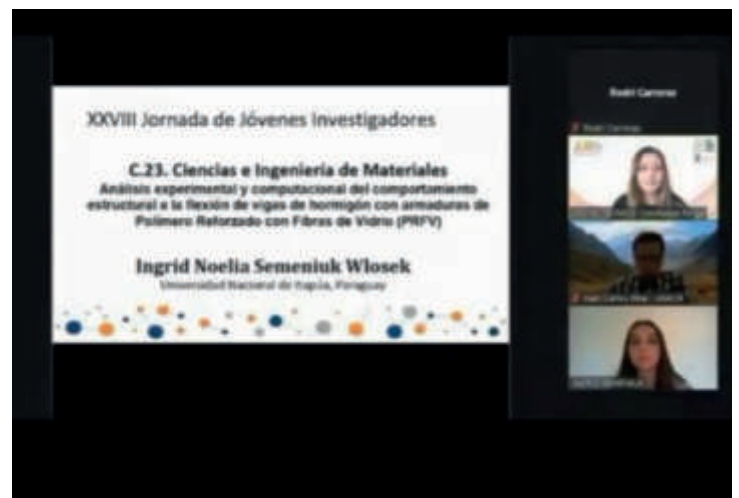 XXVIII Jornada de Jóvenes Investigadores
C.23. Ciencias e Ingeniería de Materiales
Análisis experimental y computacional del comportamiento
estructural a la flexión de vigas de hormigón con armaduras de
Polímero Reforzado con Fibras de Vidrio (PRFV)
Ingrid Noelia Semeniuk Wlosek
Universidad Nacional de Itapúa, Paraguay